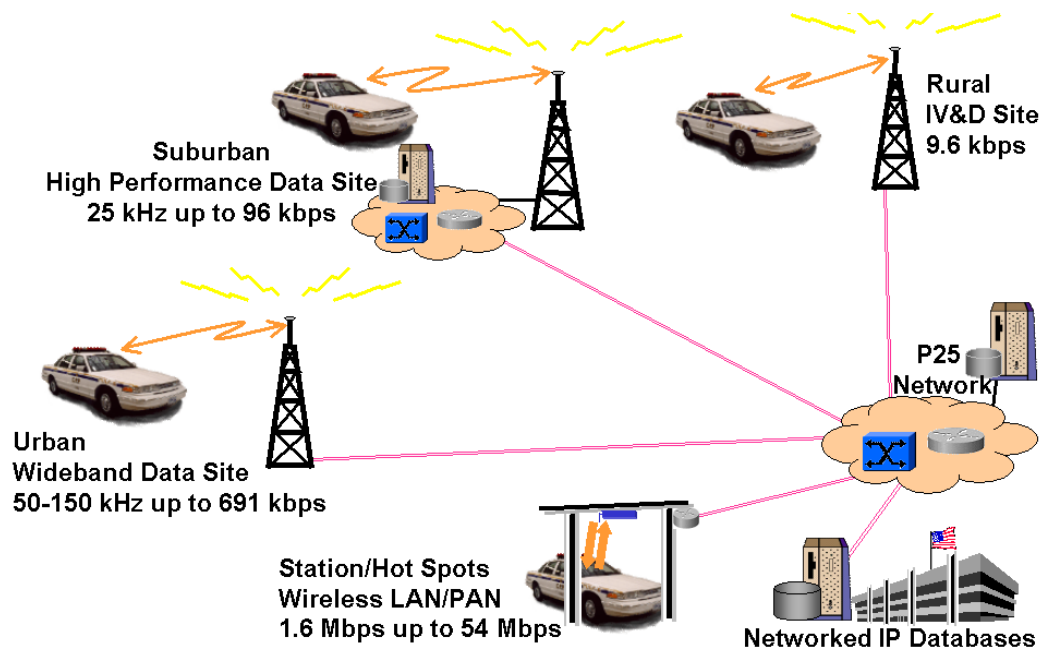 Rural
IV&D Site
9.6 kbps
Suburban
High Performance Data Site
25 kHz up to 96 kbps
P25
Network
Urban
Wideband Data Site
50-150 kHz up to 691 kbps
Station/Hot Spots
Wireless LAN/PAN
1.6 Mbps up to 54 Mbps
Networked IP Databases